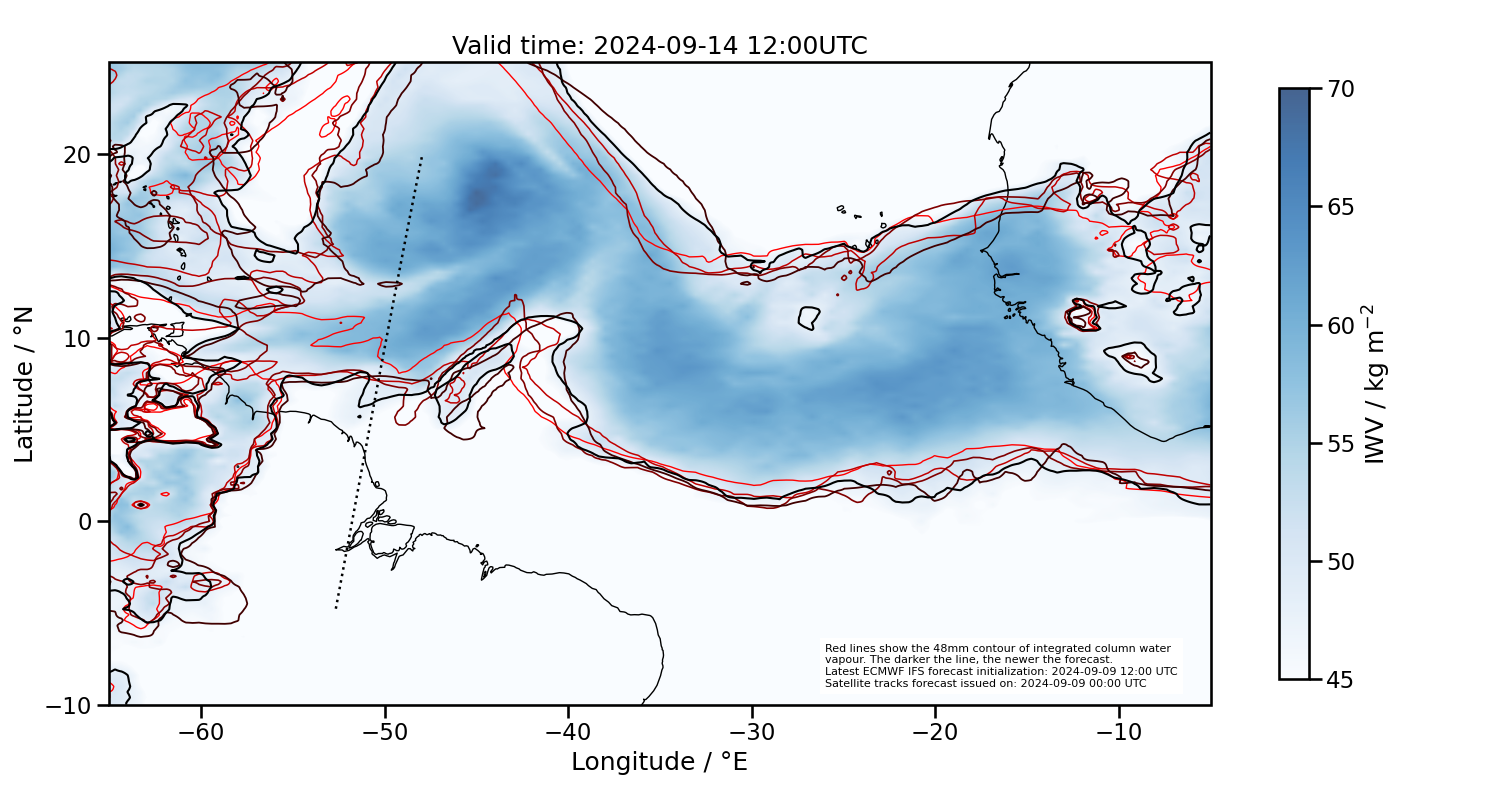 Valid time: 2024-09-14 12:00UTC
Latitude / °N
20
10
0
−10
−60
−50
−40
−30
−20
−10
Longitude / °E
Red lines show the 48mm contour of integrated column water
vapour. The darker the line, the newer the forecast.
Latest ECMWF IFS forecast initialization: 2024-09-09 12:00 UTC
Satellite tracks forecast issued on: 2024-09-09 00:00 UTC
70
65
60
55
50
45
IWV / kg m⁻²